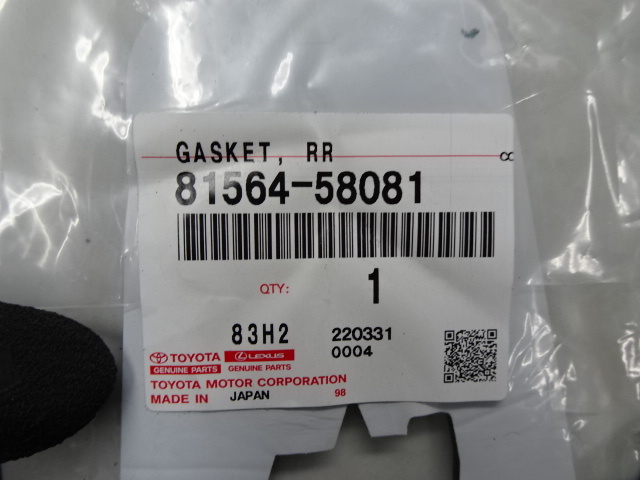 GASKET, RR
81564-58081
QTY: 1
83H2 220331
0004
TOYOTA LEXUS
GENUINE PARTS GENUINE PARTS
TOYOTA MOTOR CORPORATION
MADE IN JAPAN 98